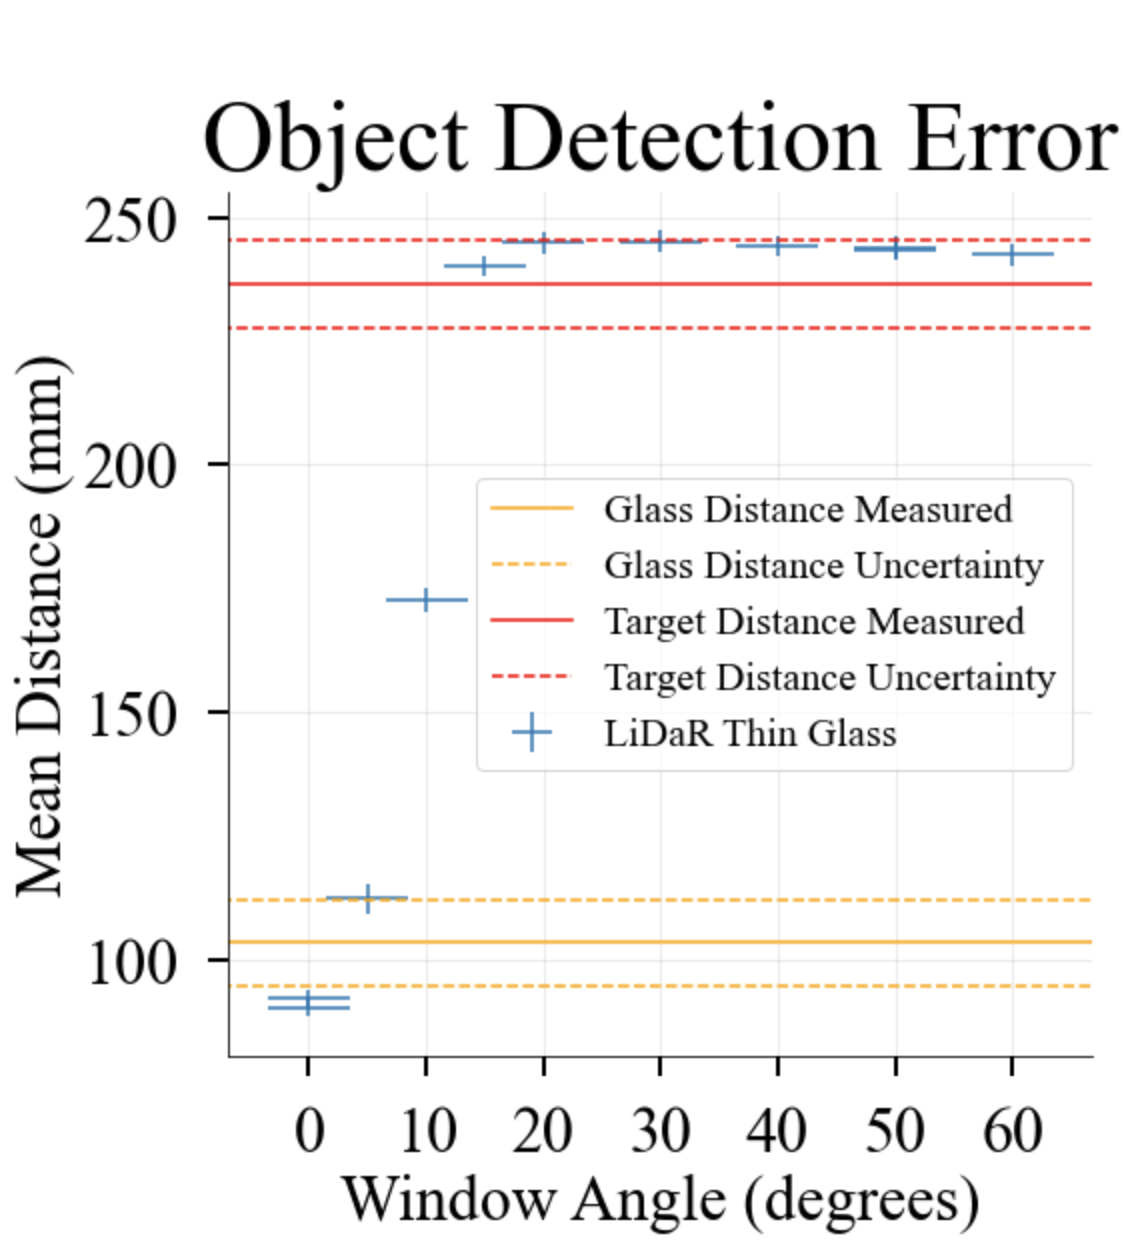 Object Detection Error
Mean Distance (mm)
250
200
150
100
Glass Distance Measured
Glass Distance Uncertainty
Target Distance Measured
Target Distance Uncertainty
LiDaR Thin Glass
0 10 20 30 40 50 60
Window Angle (degrees)